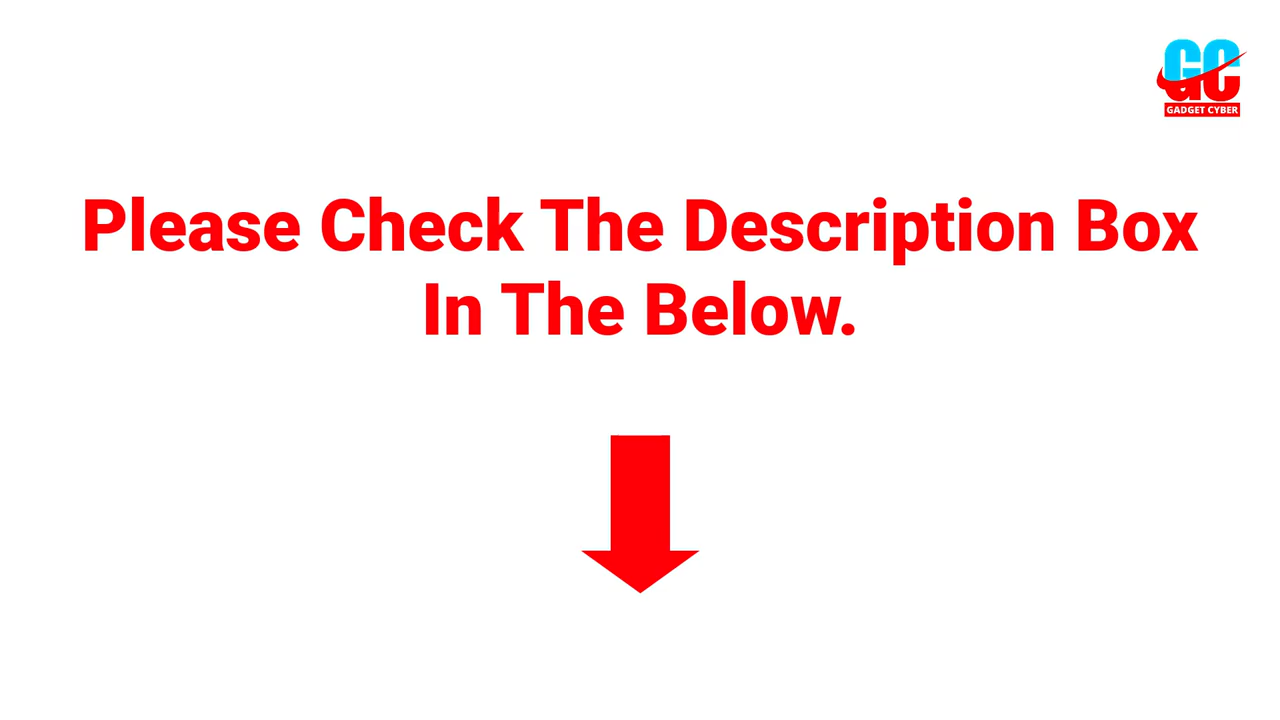 GC
GADGET CYBER
Please Check The Description Box
In The Below.